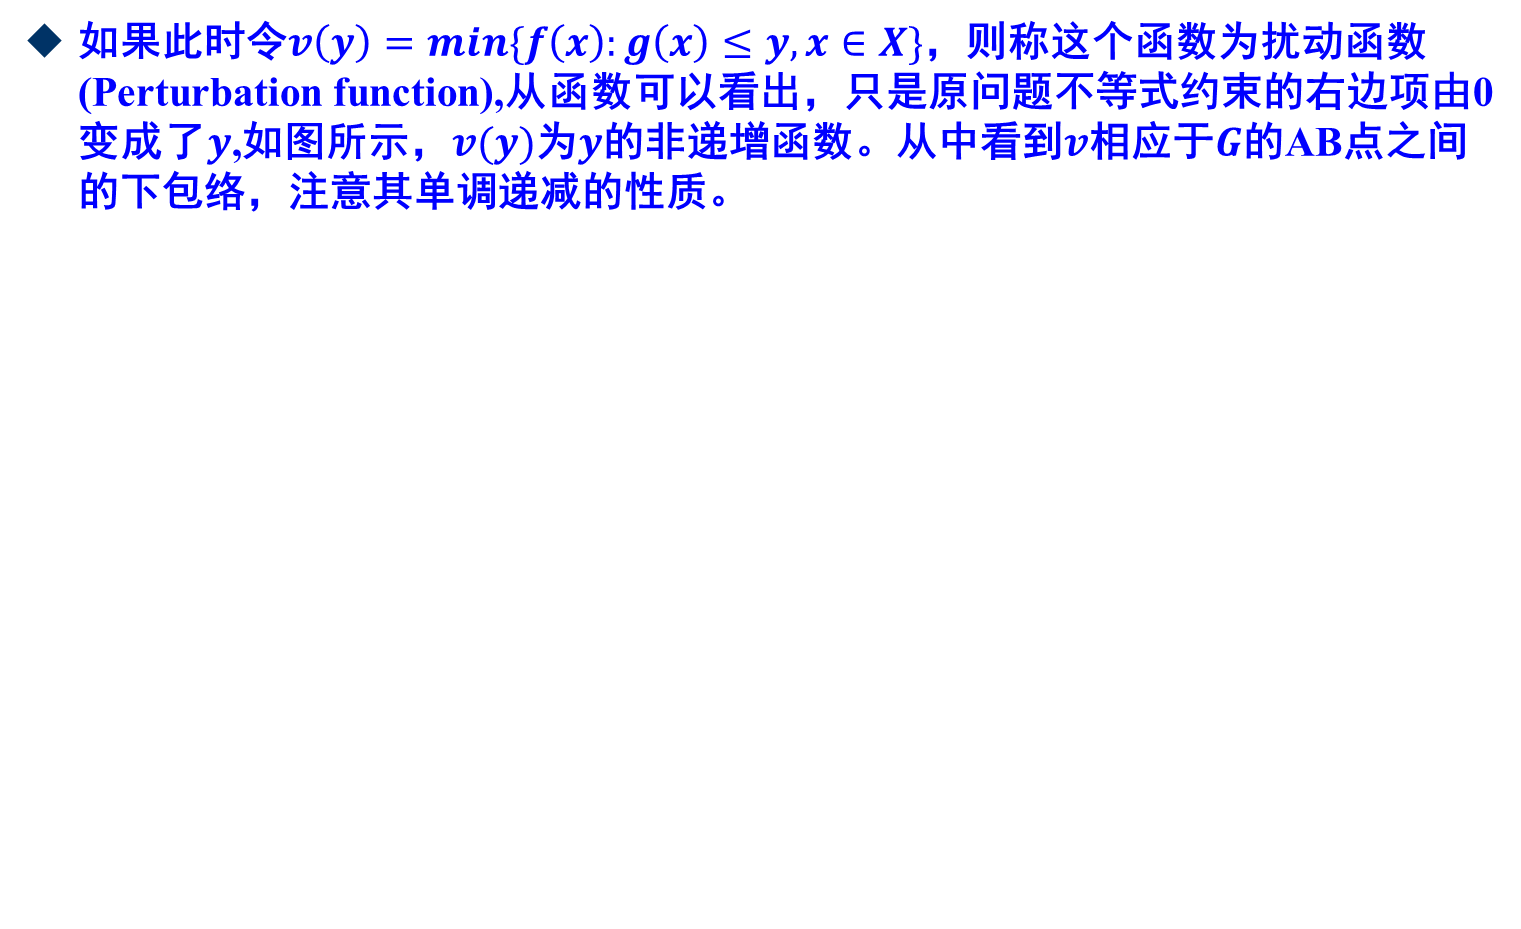 如果此时令v(y) = min{f(x): g(x) ≤ y, x ∈ X}，则称这个函数为扰动函数
(Perturbation function),从函数可以看出，只是原问题不等式约束的右边项由0
变成了y,如图所示，v(y)为y的非递增函数。从中看到v相应于G的AB点之间
的下包络，注意其单调递减的性质。